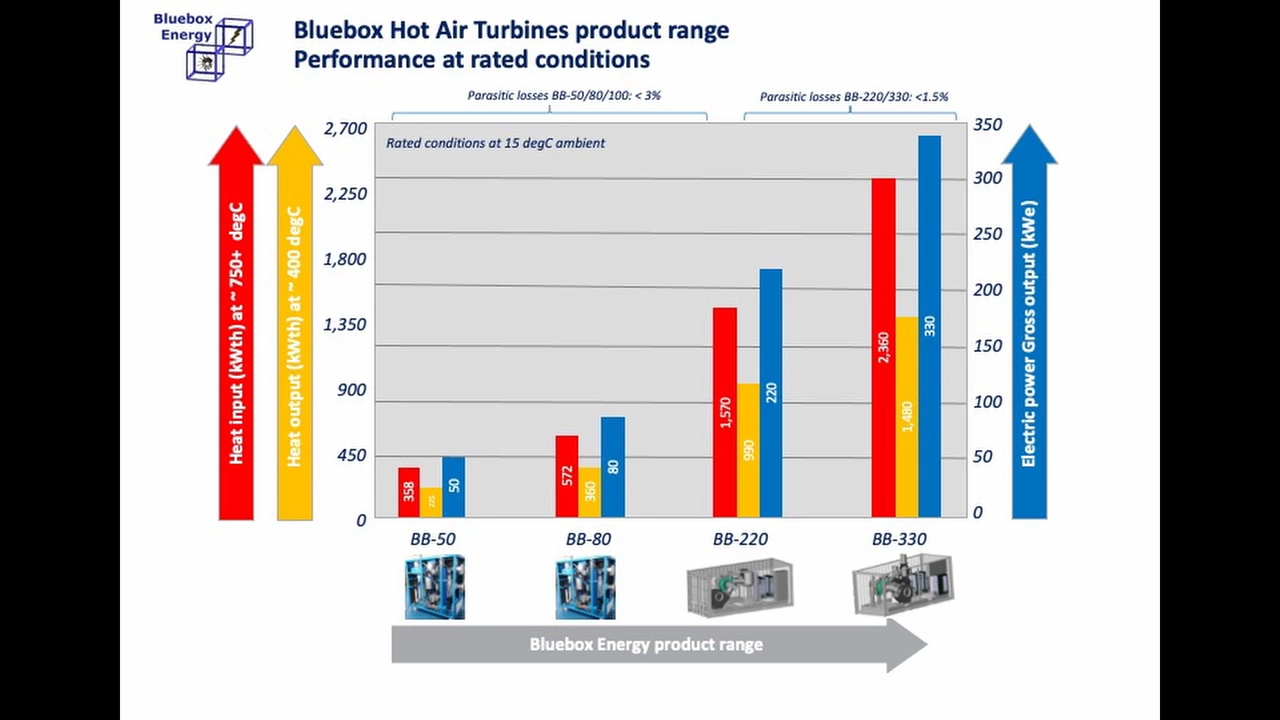 Bluebox
Energy
Bluebox Hot Air Turbines product range
Performance at rated conditions
Parasitic losses BB-50/80/100: < 3%
Parasitic losses BB-220/330: <1.5%
Rated conditions at 15 degC ambient
Heat input (kWth) at ~ 750+ degC
Heat output (kWth) at ~ 400 degC
2,700
2,250
1,800
1,350
900
450
0
358
225
50
572
360
80
1,570
990
220
2,360
1,480
330
350
300
250
200
150
100
50
0
Electric power Gross output (kWe)
BB-50
BB-80
BB-220
BB-330
Bluebox Energy product range